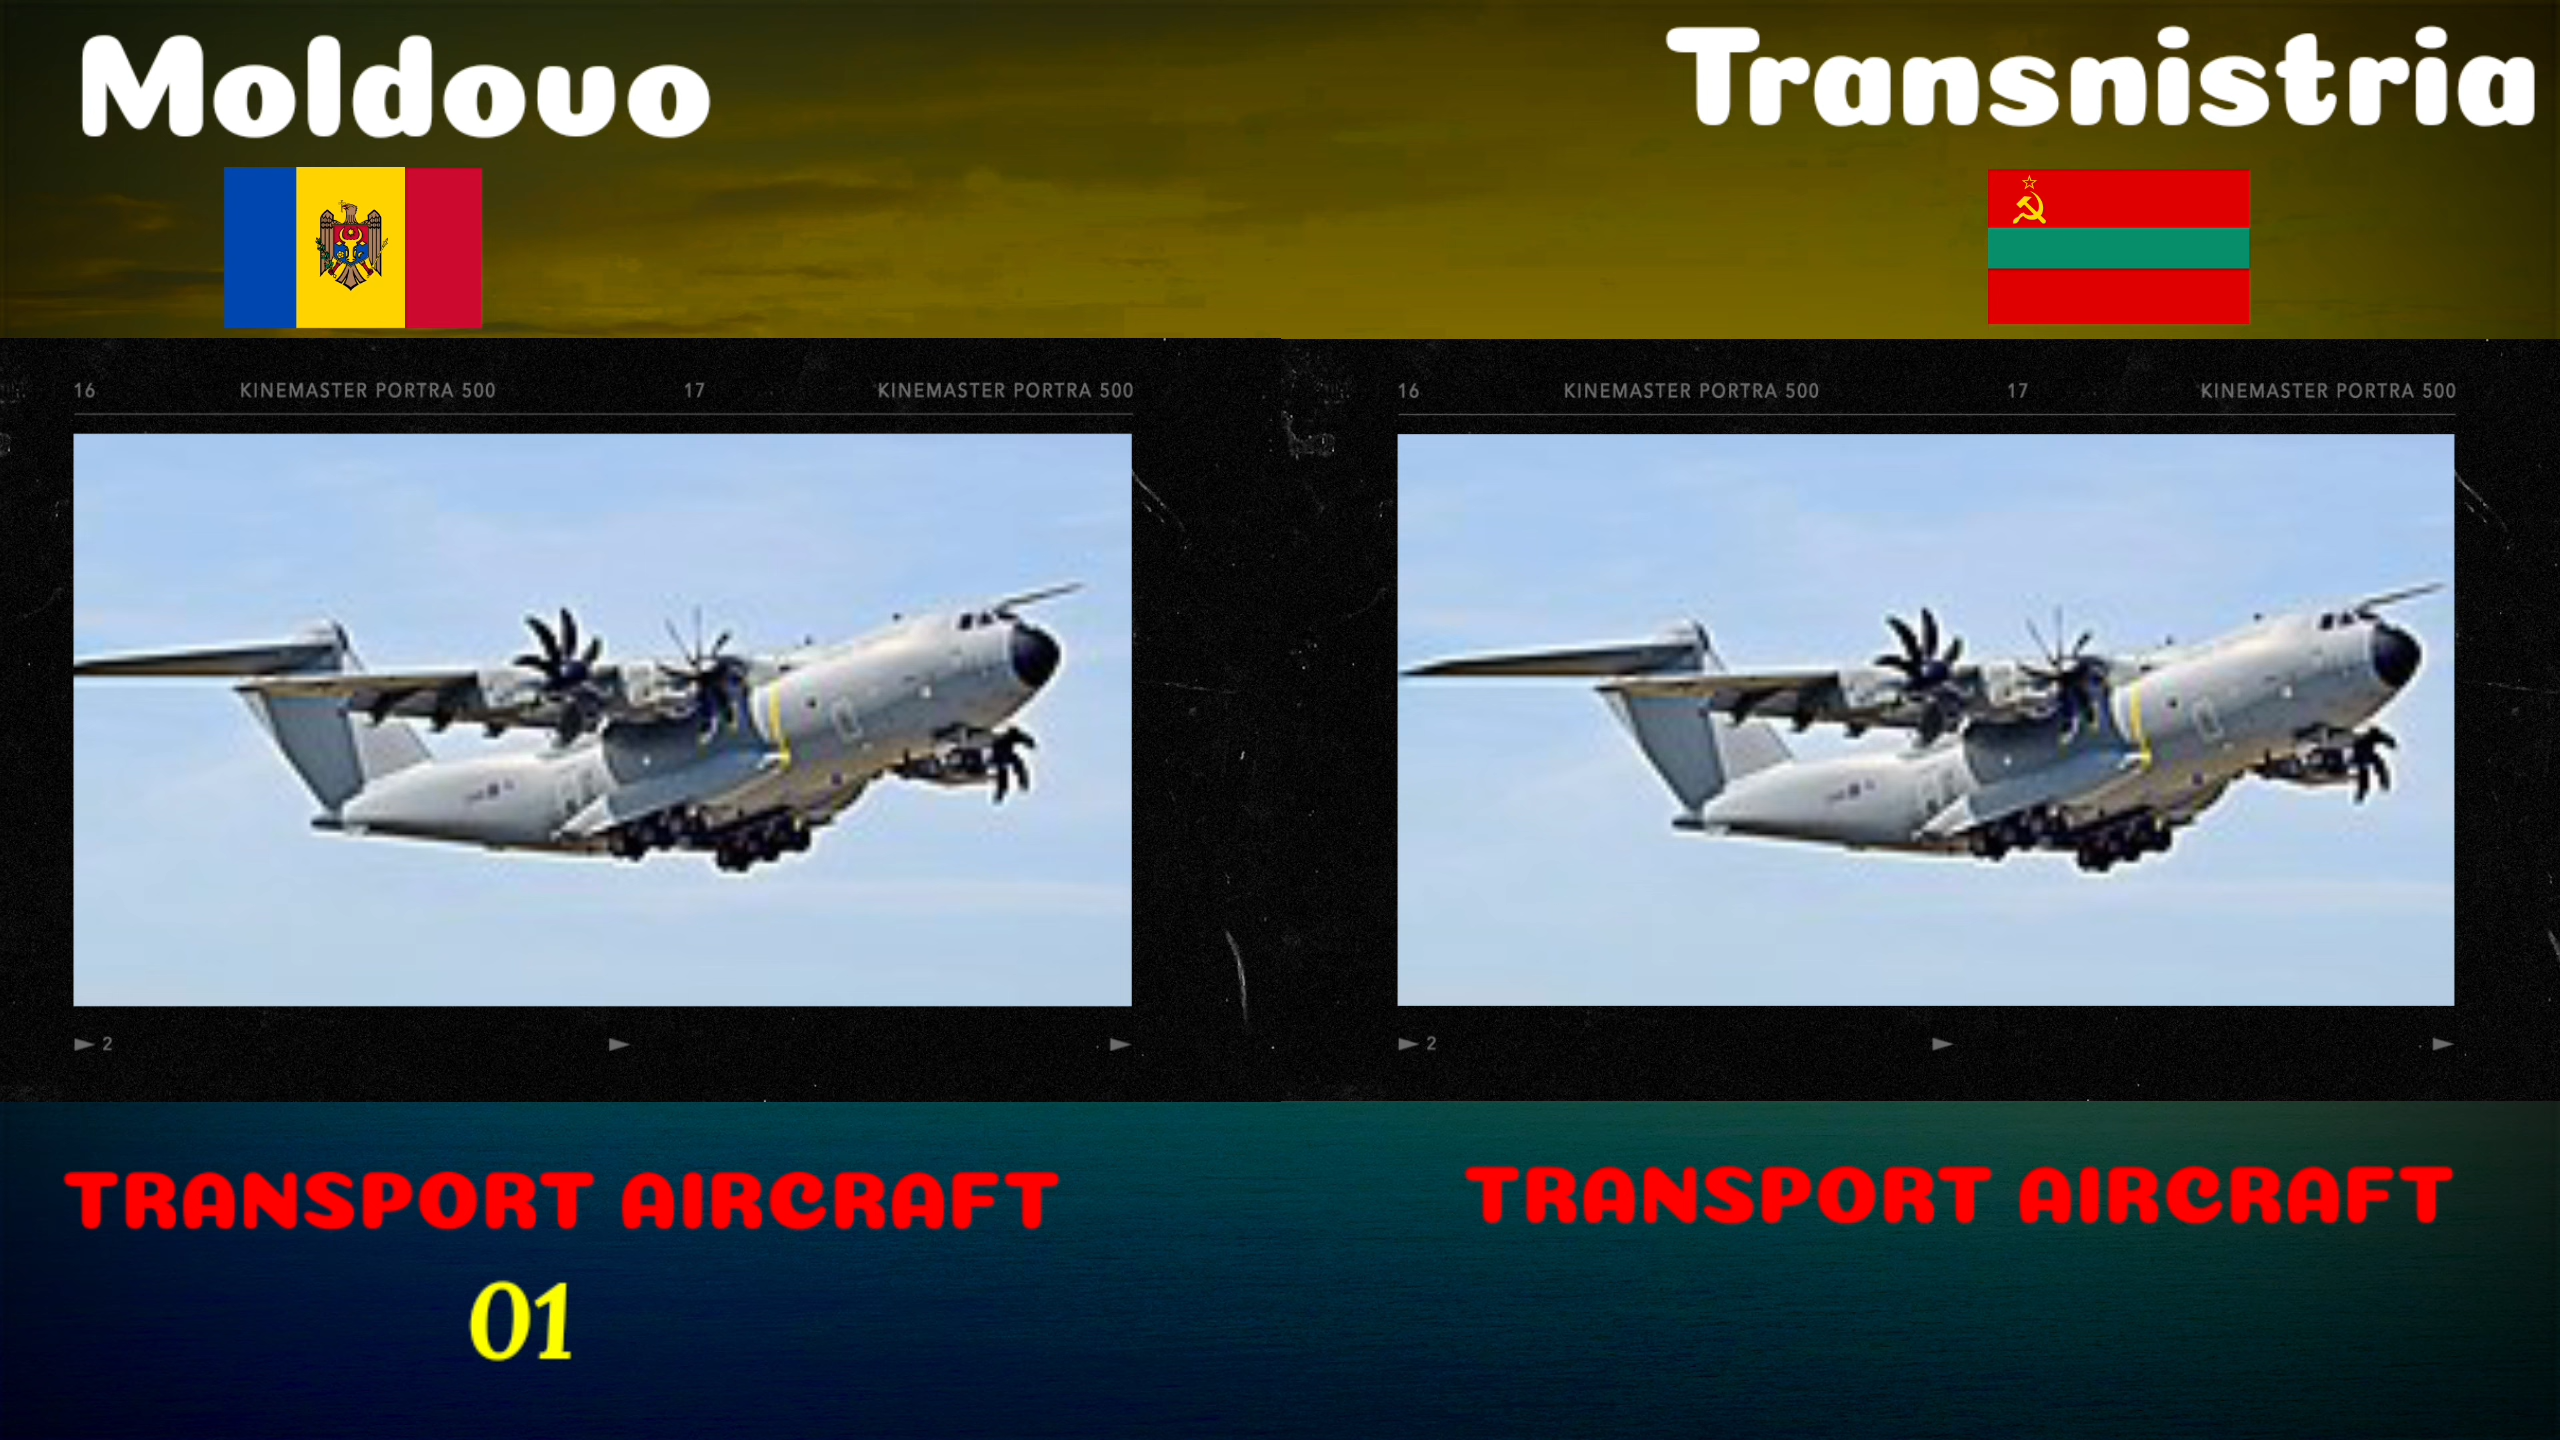 Moldovo
Transnistria
16 KINEMASTER PORTRA 500 17 KINEMASTER PORTRA 500
16 KINEMASTER PORTRA 500 17 KINEMASTER PORTRA 500
2
2
TRANSPORT AIRCRAFT
TRANSPORT AIRCRAFT
01